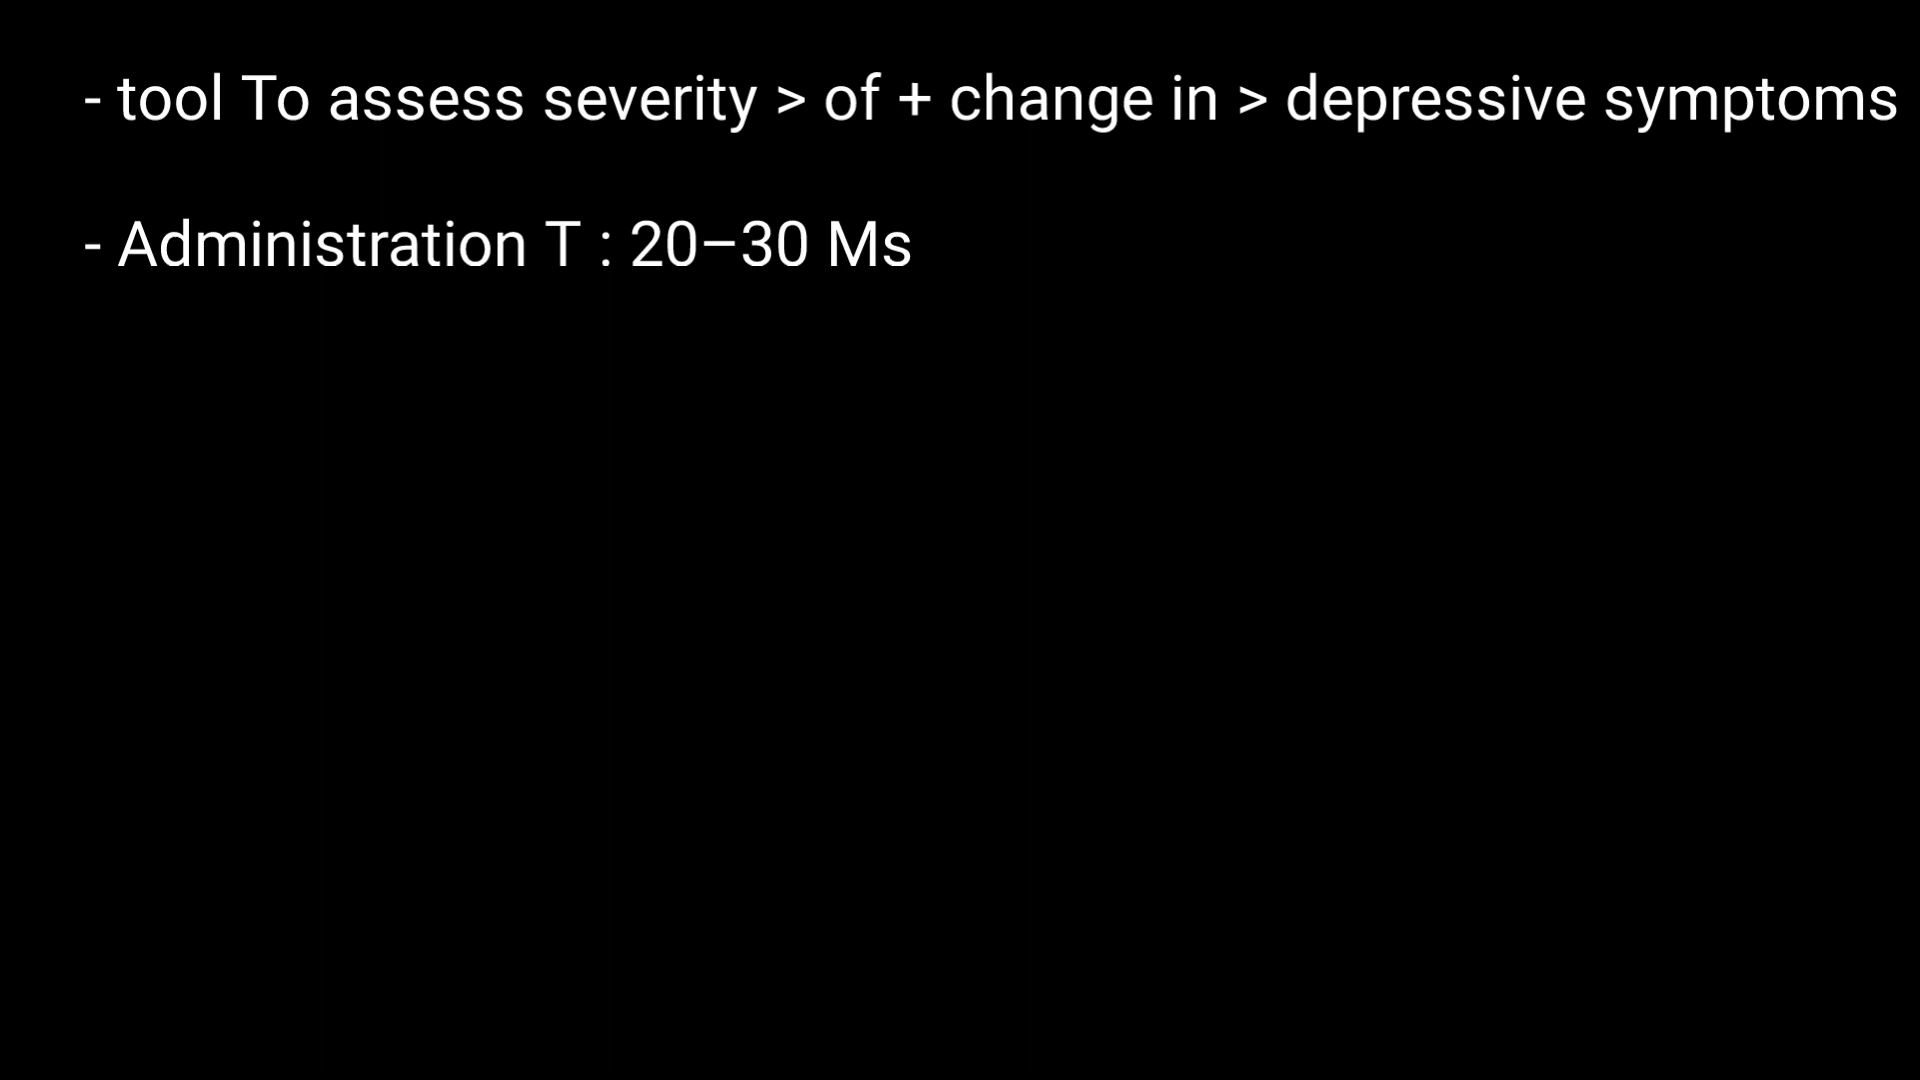 - tool To assess severity > of + change in > depressive symptoms
- Administration T : 20–30 Ms